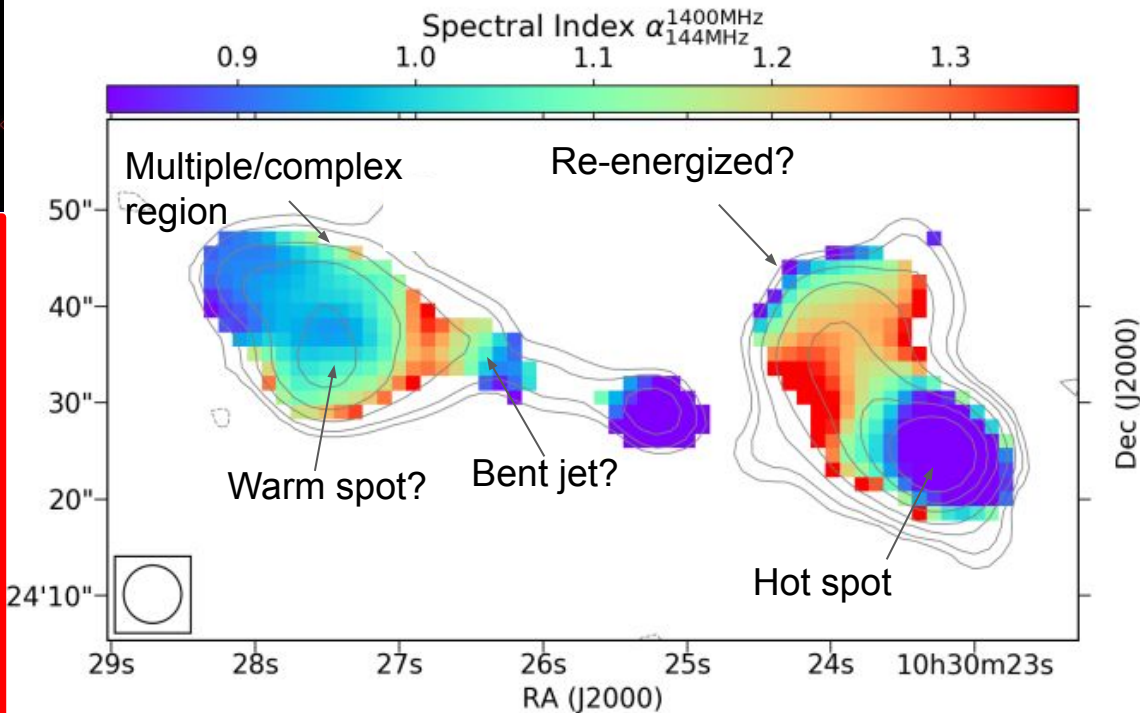 Spectral Index α^{1400MHz}_{144MHz}
0.9 1.0 1.1 1.2 1.3
Multiple/complex
region
Re-energized?
50"
40"
30"
20"
24'10"
Warm spot?
Bent jet?
Hot spot
Dec (J2000)
29s 28s 27s 26s 25s 24s 10h30m23s
RA (J2000)